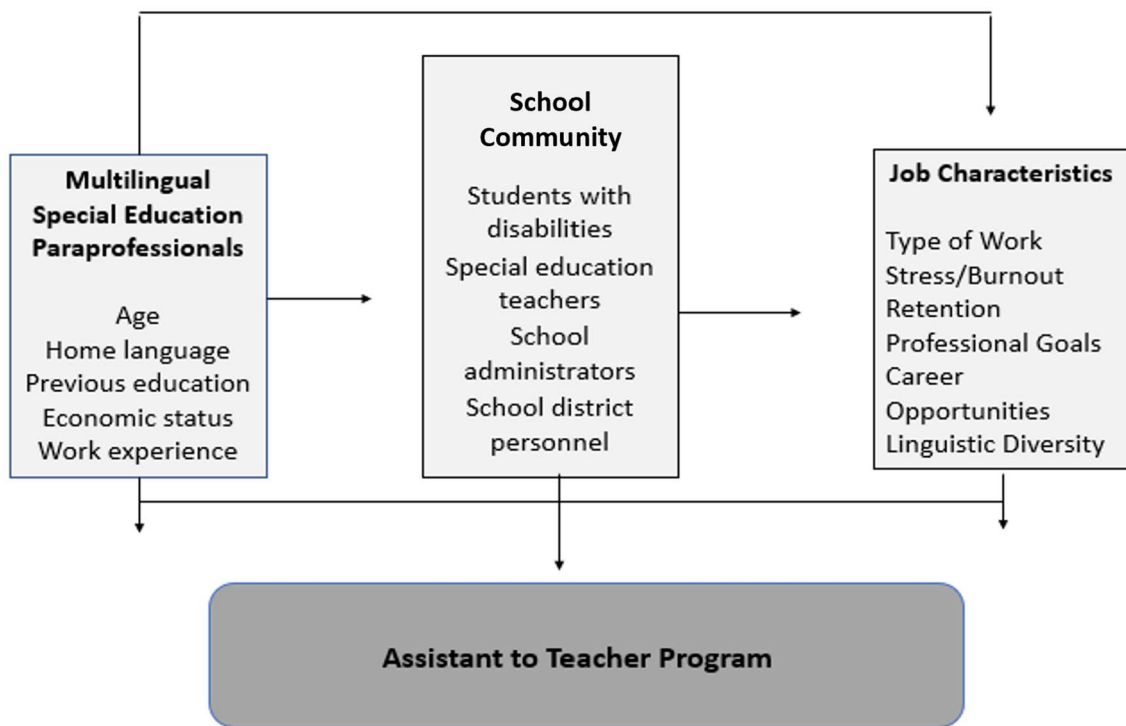 Multilingual
Special Education
Paraprofessionals
Age
Home language
Previous education
Economic status
Work experience
School
Community
Students with
disabilities
Special education
teachers
School
administrators
School district
personnel
Job Characteristics
Type of Work
Stress/Burnout
Retention
Professional Goals
Career
Opportunities
Linguistic Diversity
Assistant to Teacher Program